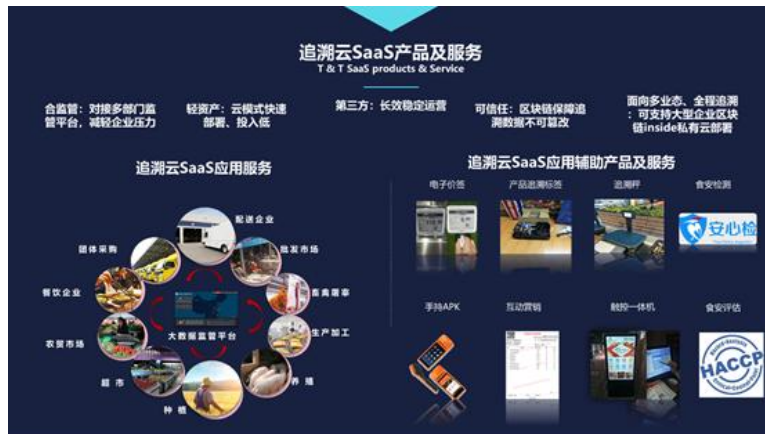 追溯云SaaS产品及服务
T & T SaaS products & Service
合监管：对接多部门监
管平台，减轻企业压力
轻资产：云模式快速
部署、投入低
第三方：长效稳定运营
可信任：区块链保障追
溯数据不可篡改
面向多业态、全程追溯
：可支持大型企业区块
链inside私有云部署
追溯云SaaS应用服务
配送企业
团体采购
批发市场
餐饮企业
畜禽屠宰
大数据监管平台
农贸市场
生产加工
超 市
养 殖
种 植
追溯云SaaS应用辅助产品及服务
电子价签
产品追溯标签
追溯秤
食安检测
安心检
手持APK
互动营销
触控一体机
食安评估
HACCP